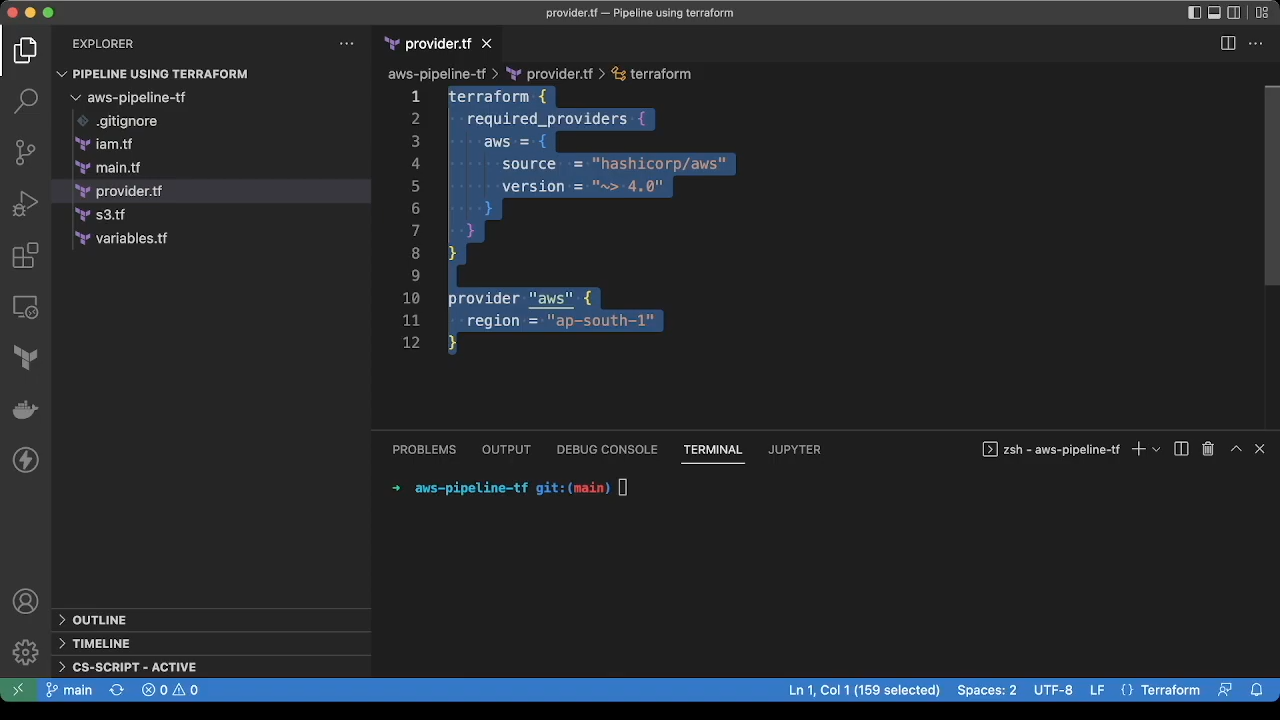 provider.tf — Pipeline using terraform
EXPLORER
PIPELINE USING TERRAFORM
aws-pipeline-tf
.gitignore
iam.tf
main.tf
provider.tf
s3.tf
variables.tf
OUTLINE
TIMELINE
CS-SCRIPT - ACTIVE
provider.tf
aws-pipeline-tf > provider.tf > terraform
1 terraform {
2 required_providers {
3 aws = {
4 source = "hashicorp/aws"
5 version = "~> 4.0"
6 }
7 }
8 }
9
10 provider "aws" {
11 region = "ap-south-1"
12 }
PROBLEMS OUTPUT DEBUG CONSOLE TERMINAL JUPYTER zsh - aws-pipeline-tf
➜ aws-pipeline-tf git:(main)
main 0 0 Ln 1, Col 1 (159 selected) Spaces: 2 UTF-8 LF {} Terraform